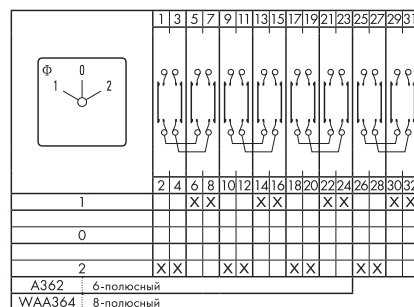 1 3 5 7 9 11 13 15 17 19 21 23 25 27 29 31
Ф 0
1 2
2 4 6 8 10 12 14 16 18 20 22 24 26 28 30 32
1 X X X X X X X X
0
2 X X X X X X X X
A362 6-полюсный
WAA364 8-полюсный